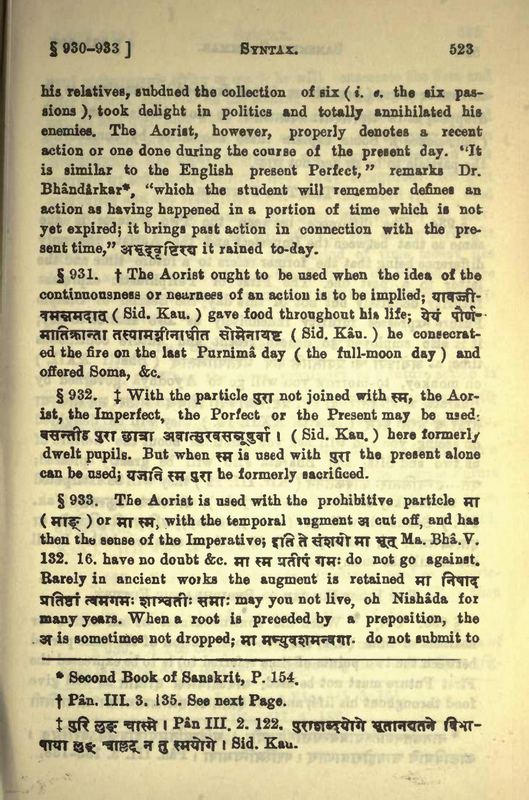 § 930-933 ] SYNTAX. 523
his relatives, subdued the collection of six ( i. e. the six pas-
sions ), took delight in politics and totally annihilated his
enemies. The Aorist, however, properly denotes a recent
action or one done during the course of the present day. “It
is similar to the English present Perfect,” remarks Dr.
Bhândârkar*, “which the student will remember defines an
action as having happened in a portion of time which is not
yet expired; it brings past action in connection with the pre-
sent time,” अभूद्वृष्टिरद्य it rained to-day.
§ 931. † The Aorist ought to be used when the idea of the
continuousness or nearness of an action is to be implied; यावज्जी-
वमन्नमदात् ( Sid. Kau. ) gave food throughout his life; येयं पौर्ण-
मातिक्रान्ता तस्यामग्नीनाधीत सोमेनायष्ट ( Sid. Kâu. ) he consecrat-
ed the fire on the last Purnimâ day ( the full-moon day ) and
offered Soma, &c.
§ 932. ‡ With the particle पुरा not joined with स्म, the Aor-
ist, the Imperfect, the Porfect or the Present may be used:
वसन्तीह पुरा छात्रा अवात्सुरवसन्नूषुर्वा । ( Sid. Kau. ) here formerly
dwelt pupils. But when स्म is used with पुरा the present alone
can be used; यजति स्म पुरा he formerly sacrificed.
§ 933. The Aorist is used with the prohibitive particle मा
( माङ् ) or मा स्म, with the temporal augment अ cut off, and has
then the sense of the Imperative; इति ते संशयो मा भूत् Ma. Bhâ. V.
132. 16. have no doubt &c. मा स्म प्रतीपं गमः do not go against.
Rarely in ancient works the augment is retained मा निषाद
प्रतिष्ठां त्वमगमः शाश्वतीः समाः may you not live, oh Nishâda for
many years. When a root is preceded by a preposition, the
अ is sometimes not dropped; मा मन्युवशमन्वगा. do not submit to
* Second Book of Sanskrit, P. 154.
† Pân. III. 3. 135. See next Page.
‡ पुरि लुङ् चास्मे । Pân III. 2. 122. पुराशब्दयोगे भूतानद्यतने विभा-
षाया लुङ् चाल्लट् न तु स्मयोगे । Sid. Kau.